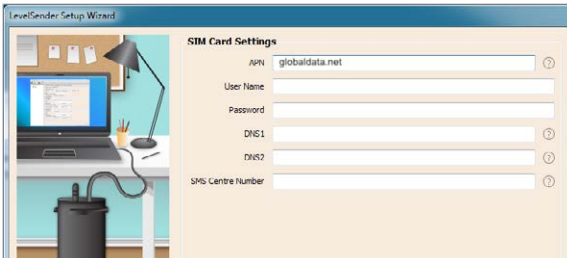 LevelSender Setup Wizard
SIM Card Settings
APN globaldata.net
User Name
Password
DNS1
DNS2
SMS Centre Number